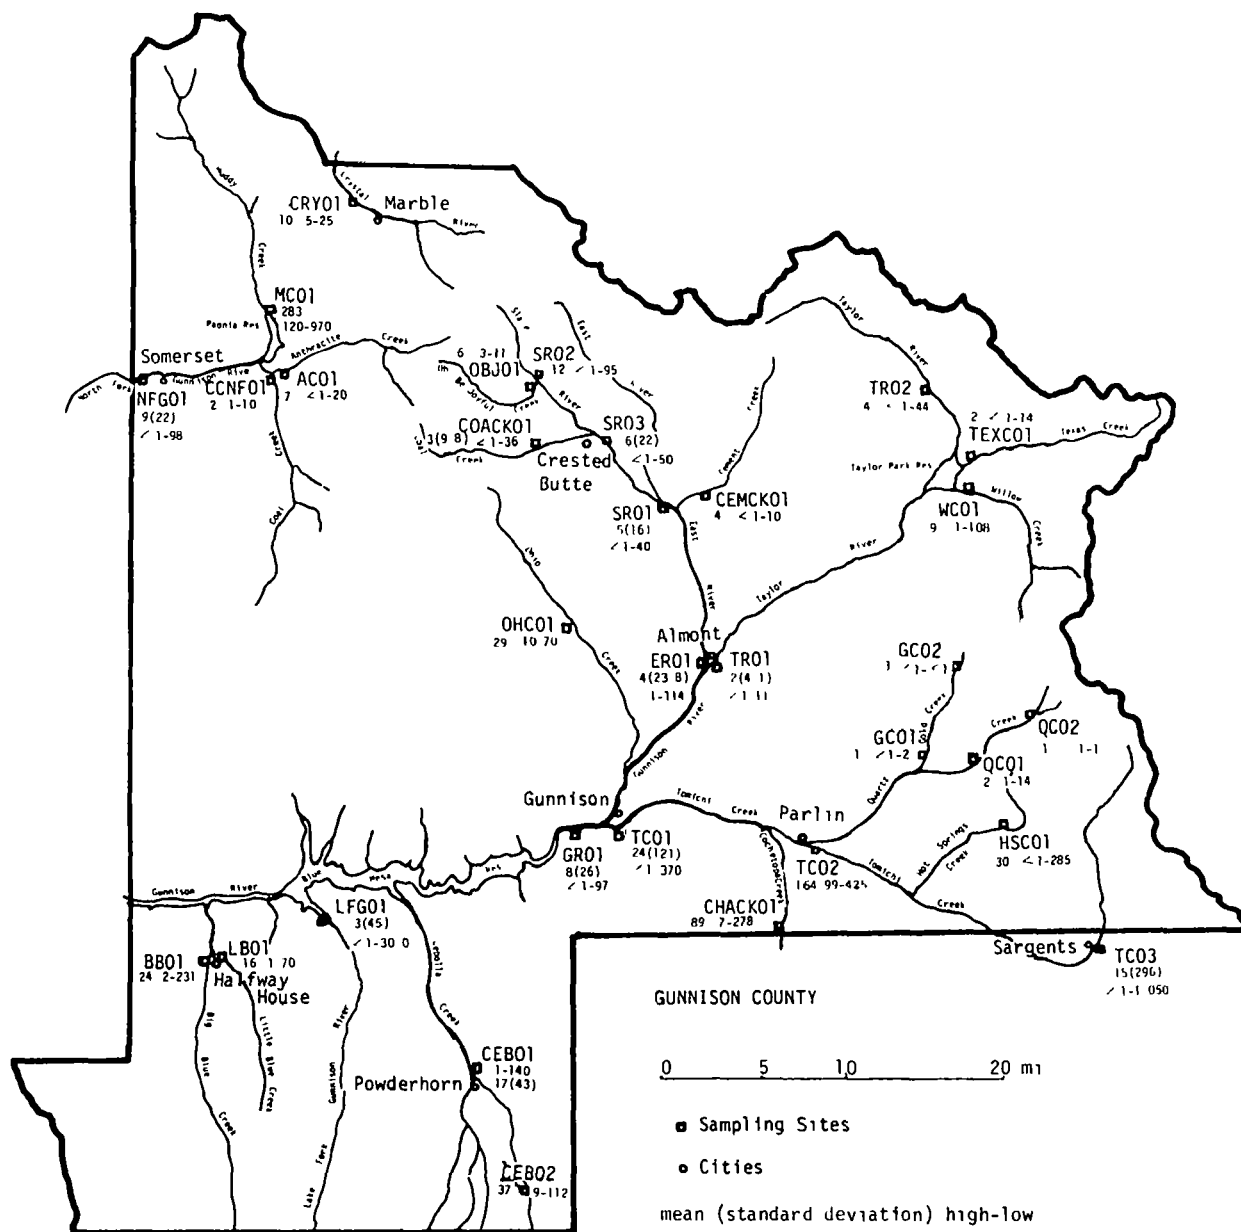 Muddy
Creek
Crystal
River
CRY01
10 5-25
Marble
MC01
283
120-970
Paonia Res
Anthracite Creek
Somerset
North Fork Gunnison River
NFG01
9(22)
<1-98
CCNF01
2 1-10
AC01
7 <1-20
Coal Creek
Slate
River
East
River
6 3-11
OBJ01
Oh Be Joyful Creek
SR02
12 <1-95
COACK01
3(9 8) <1-36
Coal
Creek
Crested
Butte
SR03
6(22)
<1-50
Cement Creek
CEMCK01
4 <1-10
SR01
5(16)
<1-40
East
River
Taylor
River
TR02
4 <1-44
2 <1-14
TEXC01
Texas Creek
Taylor Park Res
Willow
Creek
WC01
9 1-108
Taylor
River
Ohio
Creek
OHC01
29 10 70
Almont
ER01
4(23 8)
1-114
TR01
2(4 1)
<1 11
Gunnison
River
GC02
Gold Creek
GC01
1 <1-2
Quartz
Creek
QC02
1 1-1
QC01
2 1-14
Gunnison
Tomichi
Creek
Parlin
GR01
8(26)
<1-97
TC01
24(121)
<1 370
TC02
164 99-425
Hot Springs
Creek
HSC01
30 <1-285
Tomichi
Creek
Cochetopa Creek
CHACK01
89 7-278
Sargents
TC03
15(296)
<1-1 050
Gunnison River
Blue Mesa Res
LFG01
3(45)
<1-30 0
BB01
24 2-231
LB01
16 1 70
Halfway
House
Big
Blue
Creek
Little Blue Creek
Lake Fork Gunnison River
Cebolla
Creek
CEB01
1-140
17(43)
Powderhorn
CEB02
37 9-112
GUNNISON COUNTY
0 5 10 20 mi
Sampling Sites
Cities
mean (standard deviation) high-low